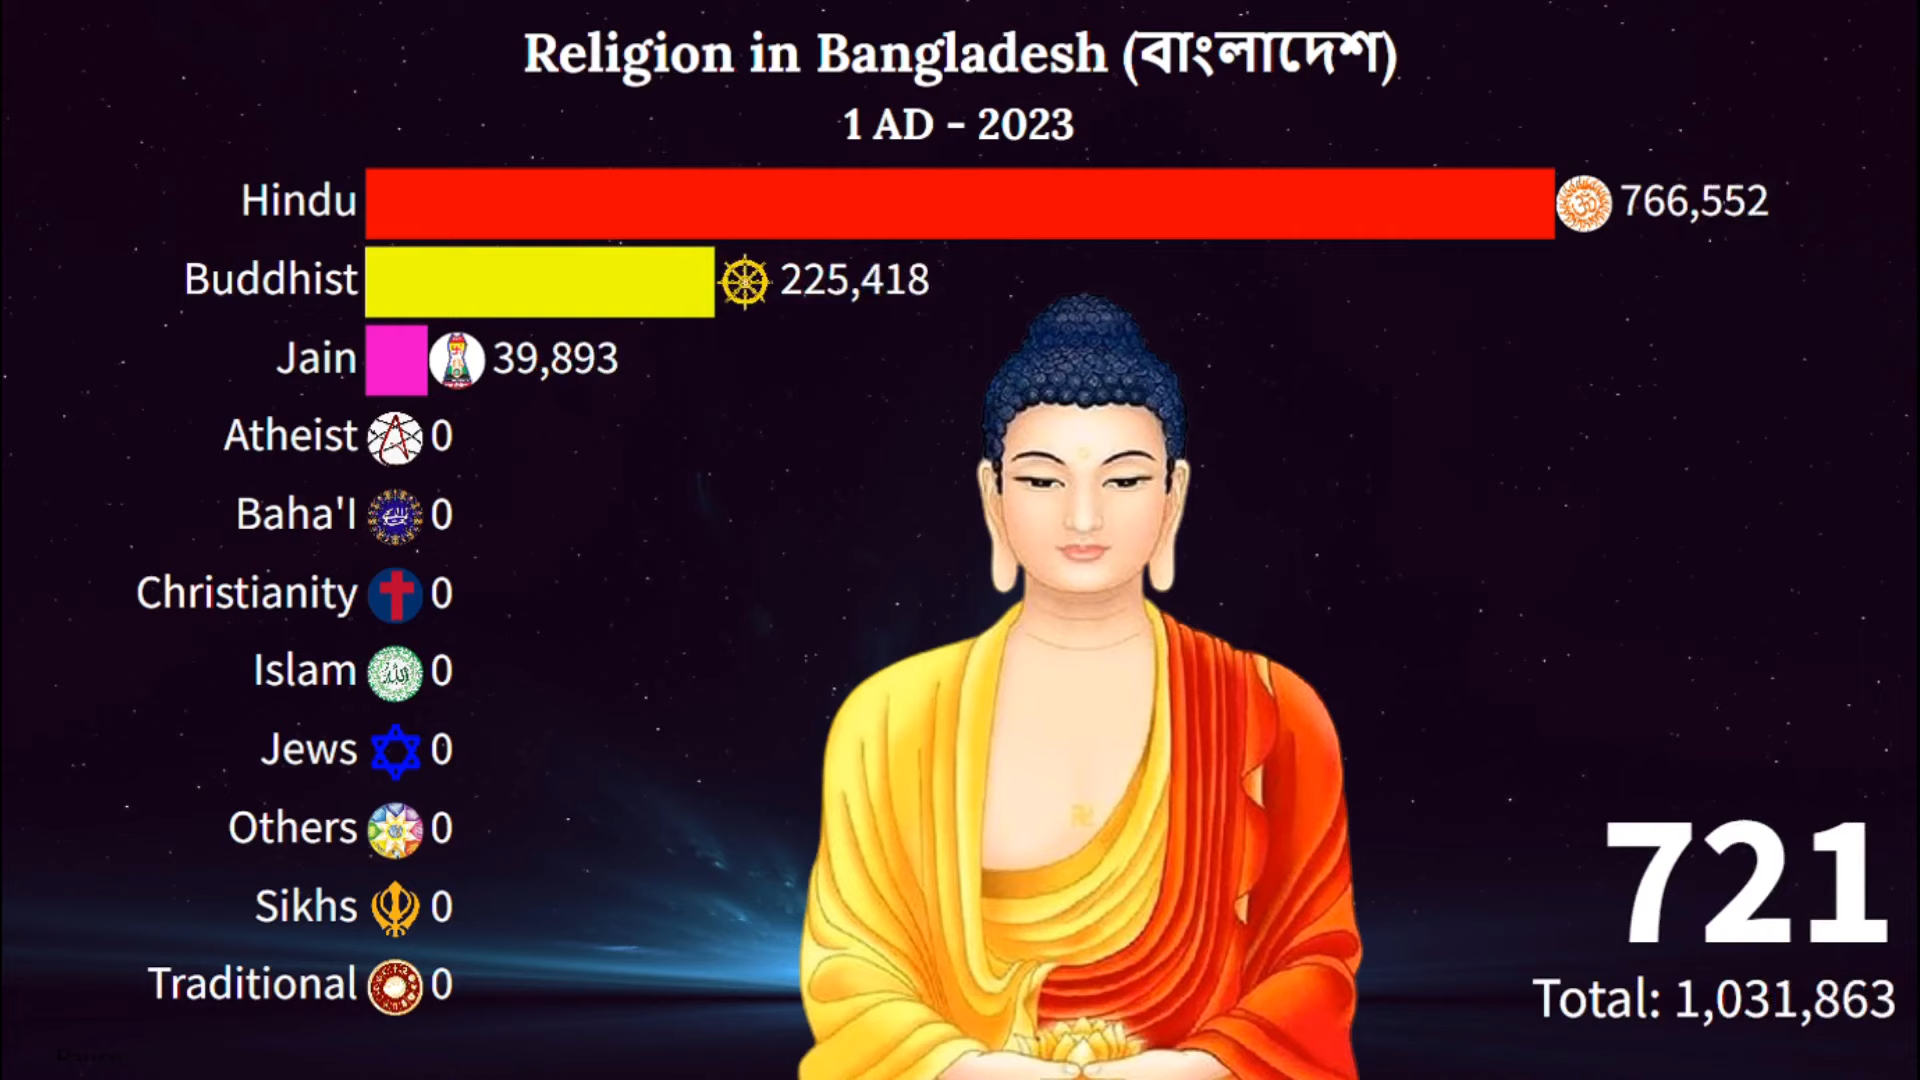 Religion in Bangladesh (বাংলাদেশ)
1 AD - 2023
Hindu 766,552
Buddhist 225,418
Jain 39,893
Atheist 0
Baha'I 0
Christianity 0
Islam 0
Jews 0
Others 0
Sikhs 0
Traditional 0
721
Total: 1,031,863